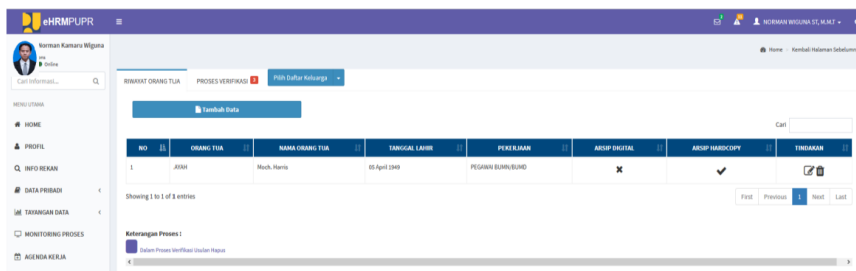 eHRMPUPR
NORMAN WIGUNA ST, M.M.T
Norman Kamaru Wiguna
Online
Home Kembali Halaman Sebelumn
Cari Informasi...
RIWAYAT ORANG TUA PROSES VERIFIKASI 3 Pilih Daftar Keluarga
MENU UTAMA
Tambah Data
HOME
Cari
PROFIL
NO ORANG TUA NAMA ORANG TUA TANGGAL LAHIR PEKERJAAN ARSIP DIGITAL ARSIP HARDCOPY TINDAKAN
INFO REKAN
1 AYAH Moch. Harris 05 April 1949 PEGAWAI BUMN/BUMD
DATA PRIBADI
Showing 1 to 1 of 1 entries
First Previous 1 Next Last
TAYANGAN DATA
MONITORING PROSES
Keterangan Proses :
Dalam Proses Verifikasi Usulan Hapus
AGENDA KERJA